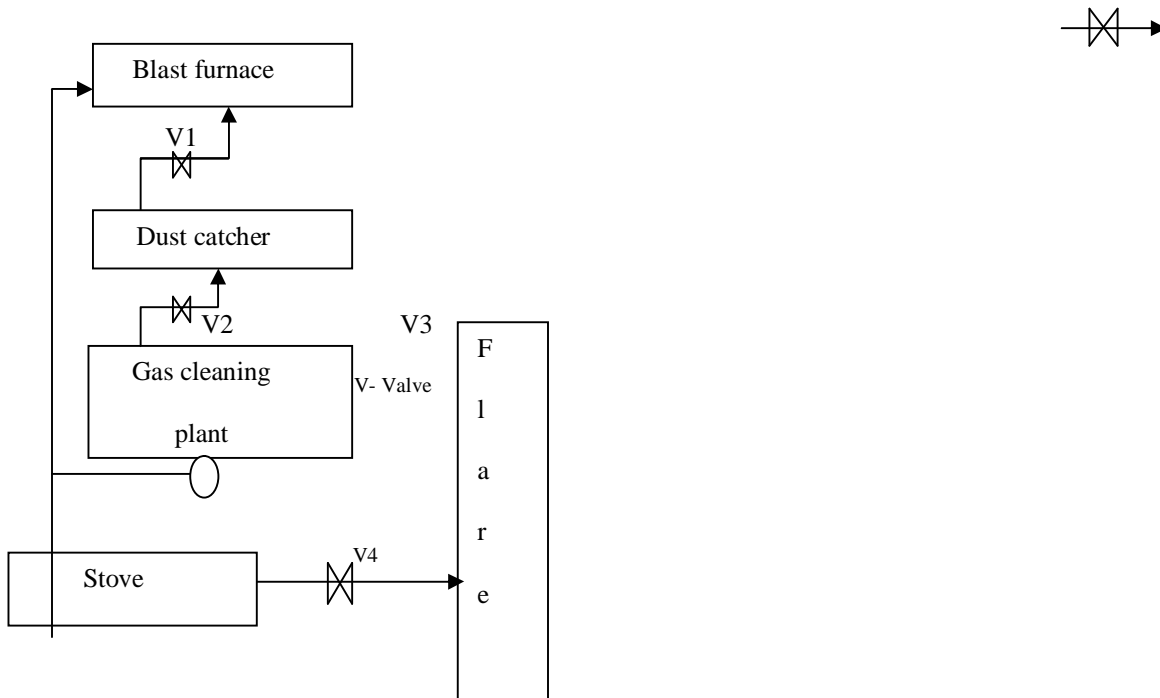 Blast furnace
V1
Dust catcher
V2
V3
Gas cleaning
plant
V- Valve
F
l
a
r
e
V4
Stove